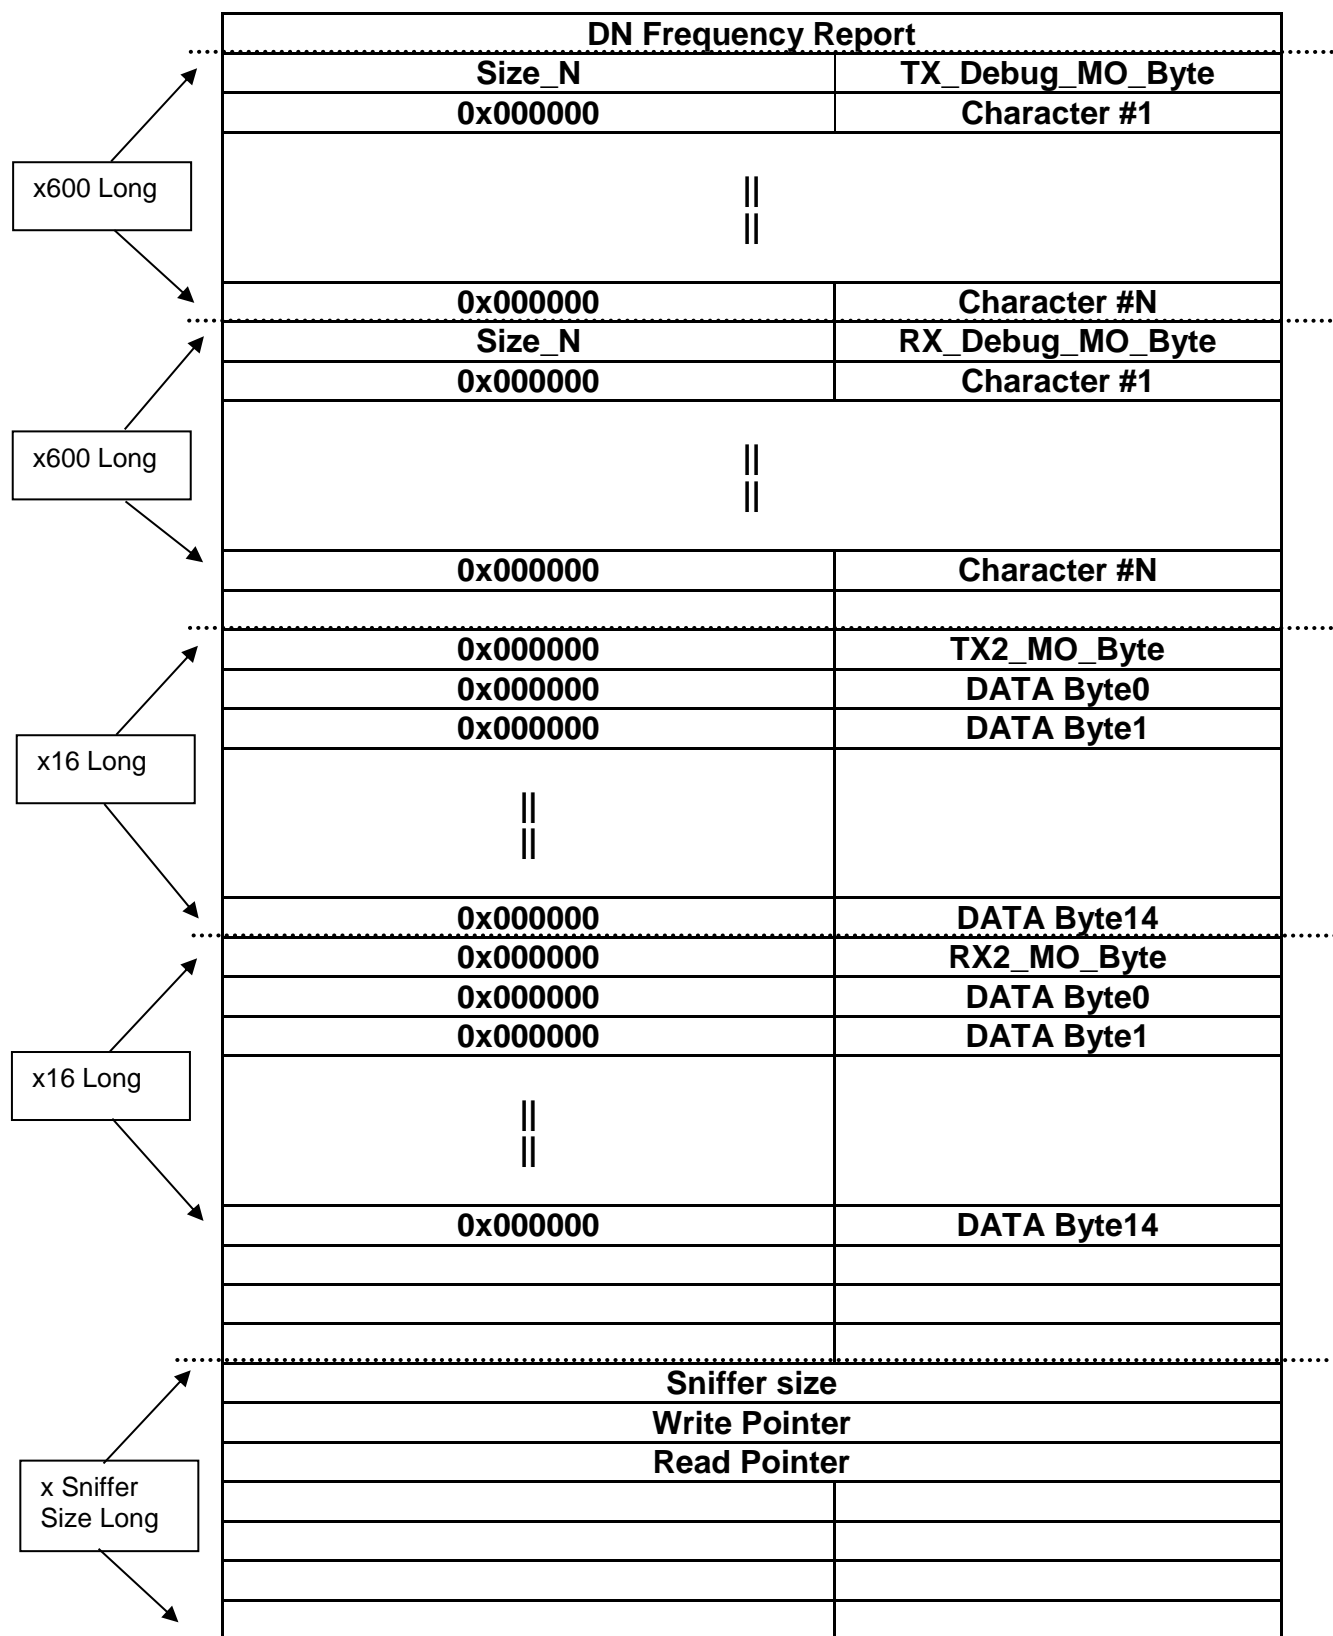 DN Frequency Report
Size_N TX_Debug_MO_Byte
0x000000 Character #1
x600 Long
||
||
0x000000 Character #N
Size_N RX_Debug_MO_Byte
0x000000 Character #1
x600 Long
||
||
0x000000 Character #N
0x000000 TX2_MO_Byte
0x000000 DATA Byte0
0x000000 DATA Byte1
x16 Long
||
||
0x000000 DATA Byte14
0x000000 RX2_MO_Byte
0x000000 DATA Byte0
0x000000 DATA Byte1
x16 Long
||
||
0x000000 DATA Byte14
Sniffer size
Write Pointer
Read Pointer
x Sniffer
Size Long